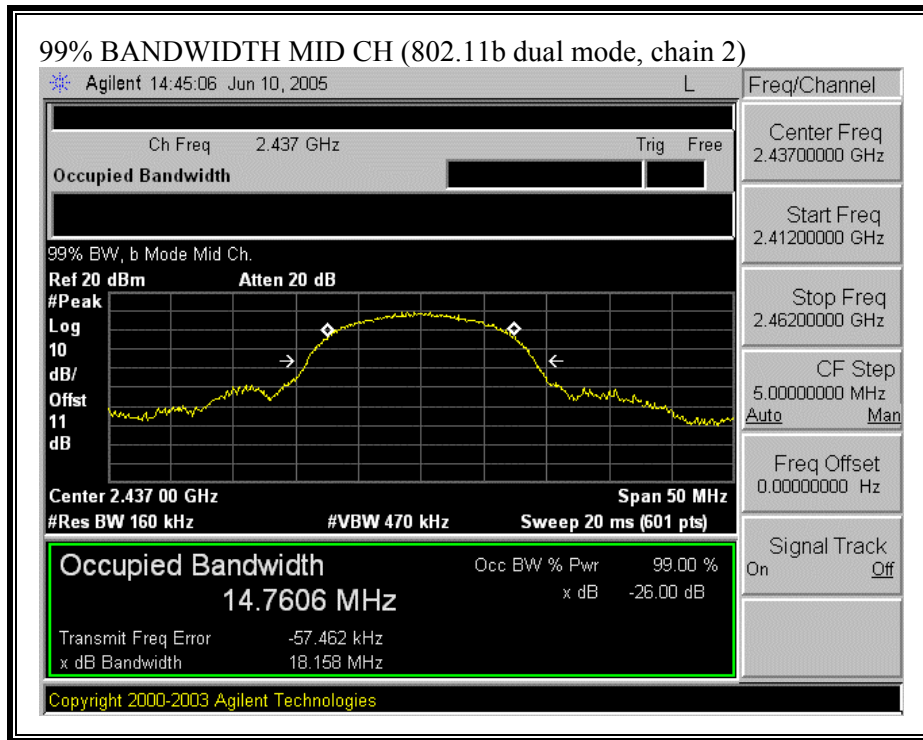 99% BANDWIDTH MID CH (802.11b dual mode, chain 2)
Agilent 14:45:06 Jun 10, 2005 L
Freq/Channel
Ch Freq 2.437 GHz Trig Free
Occupied Bandwidth
Center Freq
2.43700000 GHz
Start Freq
2.41200000 GHz
99% BW, b Mode Mid Ch.
Ref 20 dBm Atten 20 dB
#Peak
Log
10
dB/
Offst
11
dB
Stop Freq
2.46200000 GHz
CF Step
5.00000000 MHz
Auto Man
Freq Offset
0.00000000 Hz
Center 2.437 00 GHz Span 50 MHz
#Res BW 160 kHz #VBW 470 kHz Sweep 20 ms (601 pts)
Signal Track
On Off
Occupied Bandwidth Occ BW % Pwr 99.00 %
14.7606 MHz x dB -26.00 dB
Transmit Freq Error -57.462 kHz
x dB Bandwidth 18.158 MHz
Copyright 2000-2003 Agilent Technologies